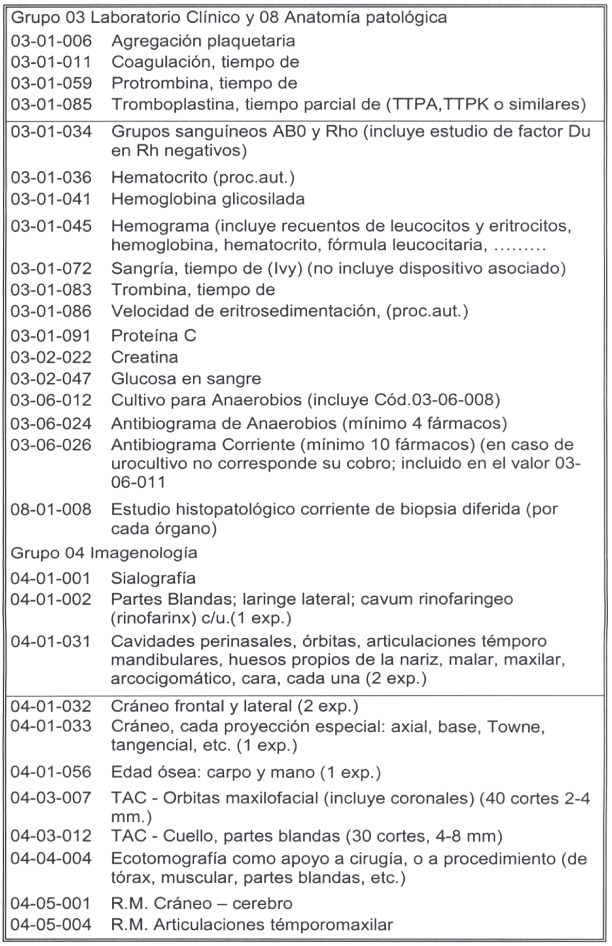 Grupo 03 Laboratorio Clínico y 08 Anatomía patológica
03-01-006 Agregación plaquetaria
03-01-011 Coagulación, tiempo de
03-01-059 Protrombina, tiempo de
03-01-085 Tromboplastina, tiempo parcial de (TTPA,TTPK o similares)
03-01-034 Grupos sanguíneos AB0 y Rho (incluye estudio de factor Du
en Rh negativos)
03-01-036 Hematocrito (proc.aut.)
03-01-041 Hemoglobina glicosilada
03-01-045 Hemograma (incluye recuentos de leucocitos y eritrocitos,
hemoglobina, hematocrito, fórmula leucocitaria, .........
03-01-072 Sangría, tiempo de (Ivy) (no incluye dispositivo asociado)
03-01-083 Trombina, tiempo de
03-01-086 Velocidad de eritrosedimentación, (proc.aut.)
03-01-091 Proteína C
03-02-022 Creatina
03-02-047 Glucosa en sangre
03-06-012 Cultivo para Anaerobios (incluye Cód.03-06-008)
03-06-024 Antibiograma de Anaerobios (mínimo 4 fármacos)
03-06-026 Antibiograma Corriente (mínimo 10 fármacos) (en caso de
urocultivo no corresponde su cobro; incluido en el valor 03-
06-011
08-01-008 Estudio histopatológico corriente de biopsia diferida (por
cada órgano)
Grupo 04 Imagenología
04-01-001 Sialografía
04-01-002 Partes Blandas; laringe lateral; cavum rinofaringeo
(rinofarinx) c/u.(1 exp.)
04-01-031 Cavidades perinasales, órbitas, articulaciones témporo
mandibulares, huesos propios de la nariz, malar, maxilar,
arcocigomático, cara, cada una (2 exp.)
04-01-032 Cráneo frontal y lateral (2 exp.)
04-01-033 Cráneo, cada proyección especial: axial, base, Towne,
tangencial, etc. (1 exp.)
04-01-056 Edad ósea: carpo y mano (1 exp.)
04-03-007 TAC - Orbitas maxilofacial (incluye coronales) (40 cortes 2-4
mm.)
04-03-012 TAC - Cuello, partes blandas (30 cortes, 4-8 mm)
04-04-004 Ecotomografía como apoyo a cirugía, o a procedimiento (de
tórax, muscular, partes blandas, etc.)
04-05-001 R.M. Cráneo – cerebro
04-05-004 R.M. Articulaciones témporomaxilar